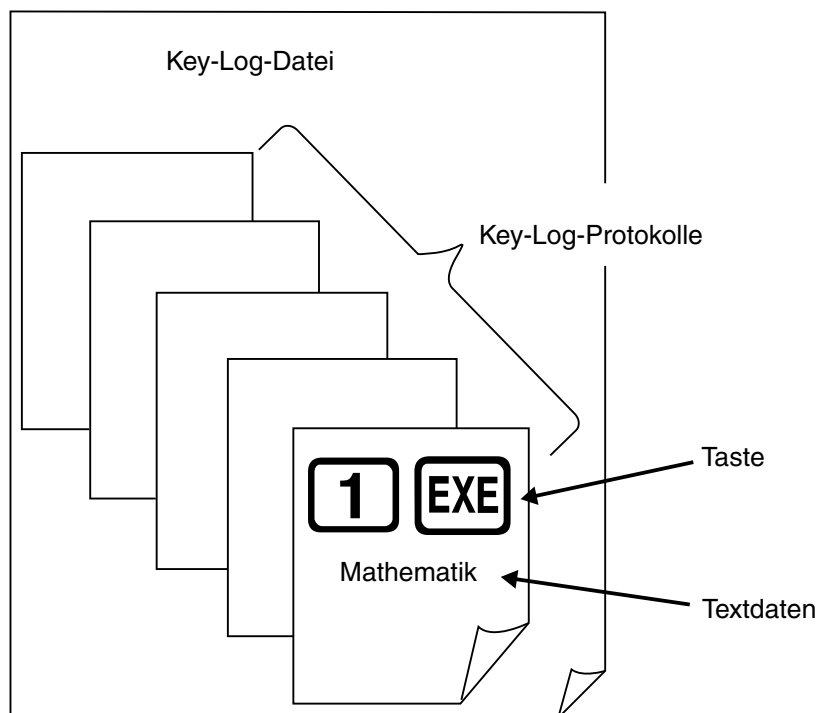 Key-Log-Datei
Key-Log-Protokolle
Taste
1 EXE
Mathematik
Textdaten